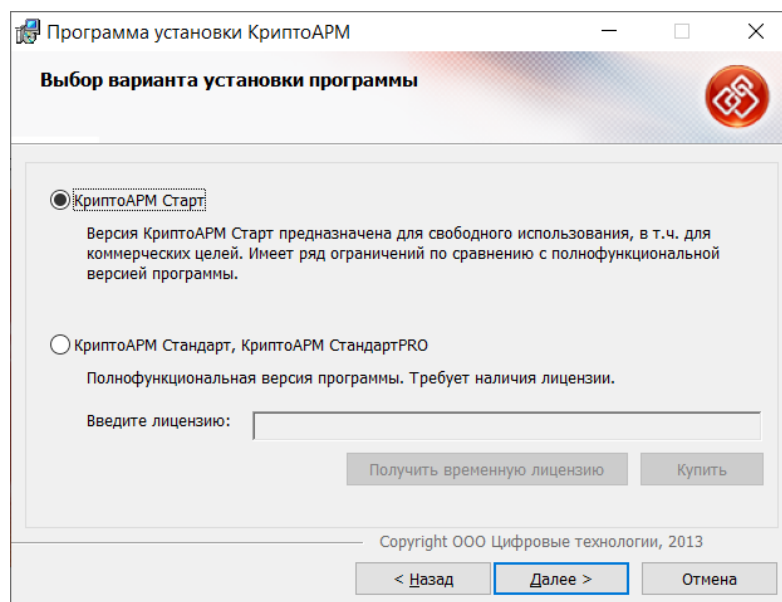 Программа установки КриптоАРМ
Выбор варианта установки программы
КриптоАРМ Старт
Версия КриптоАРМ Старт предназначена для свободного использования, в т.ч. для
коммерческих целей. Имеет ряд ограничений по сравнению с полнофункциональной
версией программы.
КриптоАРМ Стандарт, КриптоАРМ СтандартPRO
Полнофункциональная версия программы. Требует наличия лицензии.
Введите лицензию:
Получить временную лицензию
Купить
Copyright ООО Цифровые технологии, 2013
< Назад
Далее >
Отмена